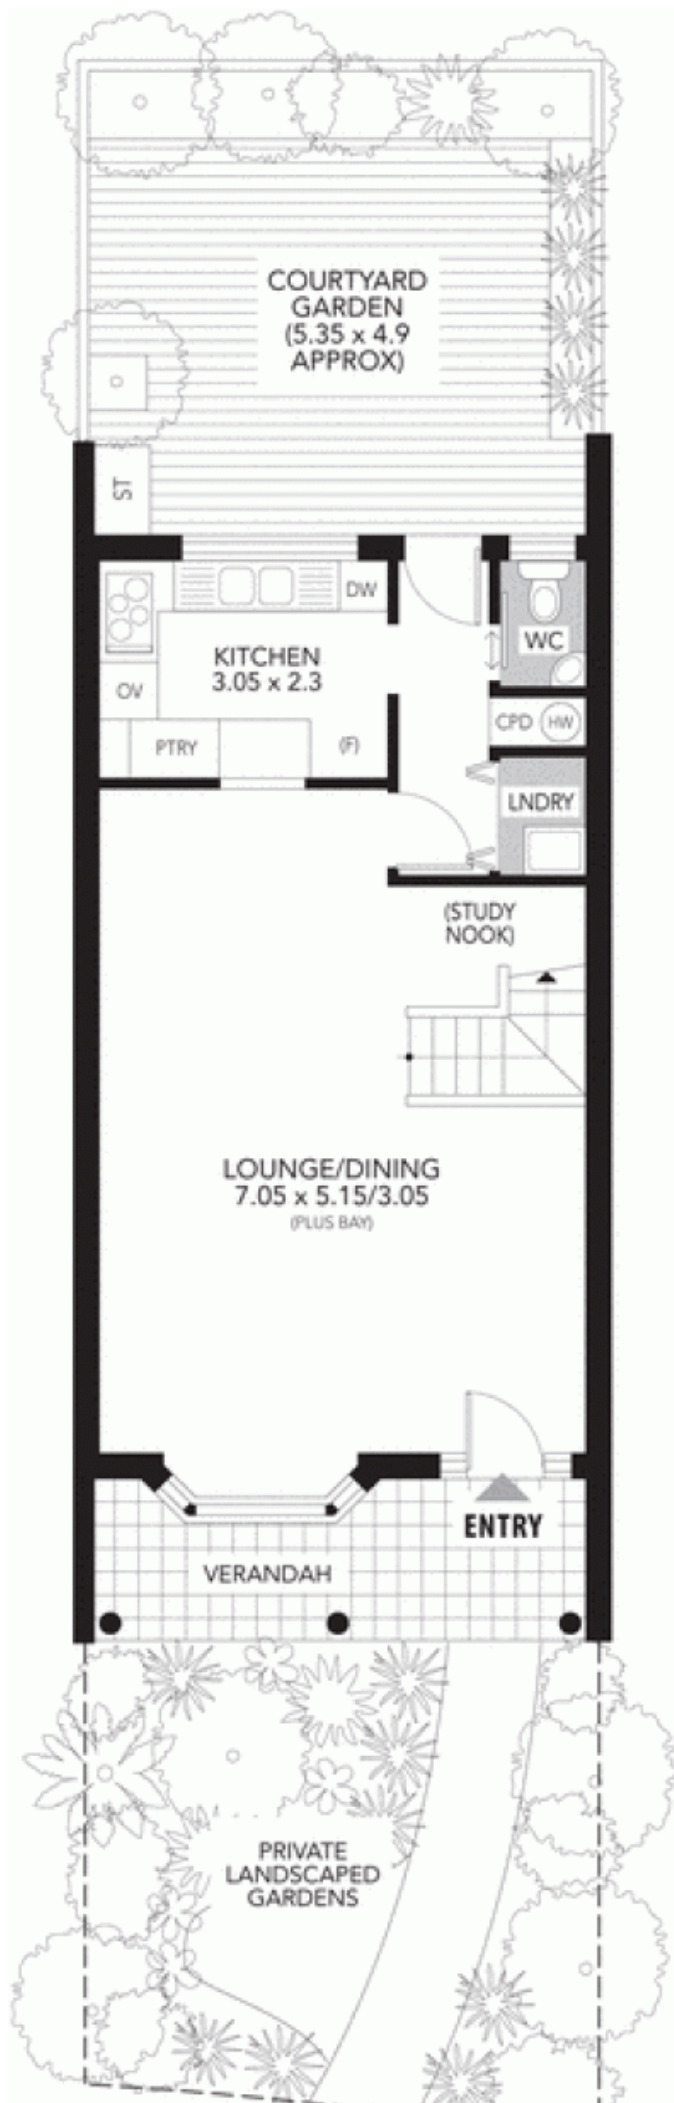 COURTYARD
GARDEN
(5.35 x 4.9
APPROX)
ST
DW
KITCHEN
3.05 x 2.3
WC
OV
PTRY
(F)
CPD
HW
LNDRY
(STUDY
NOOK)
LOUNGE/DINING
7.05 x 5.15/3.05
(PLUS BAY)
ENTRY
VERANDAH
PRIVATE
LANDSCAPED
GARDENS